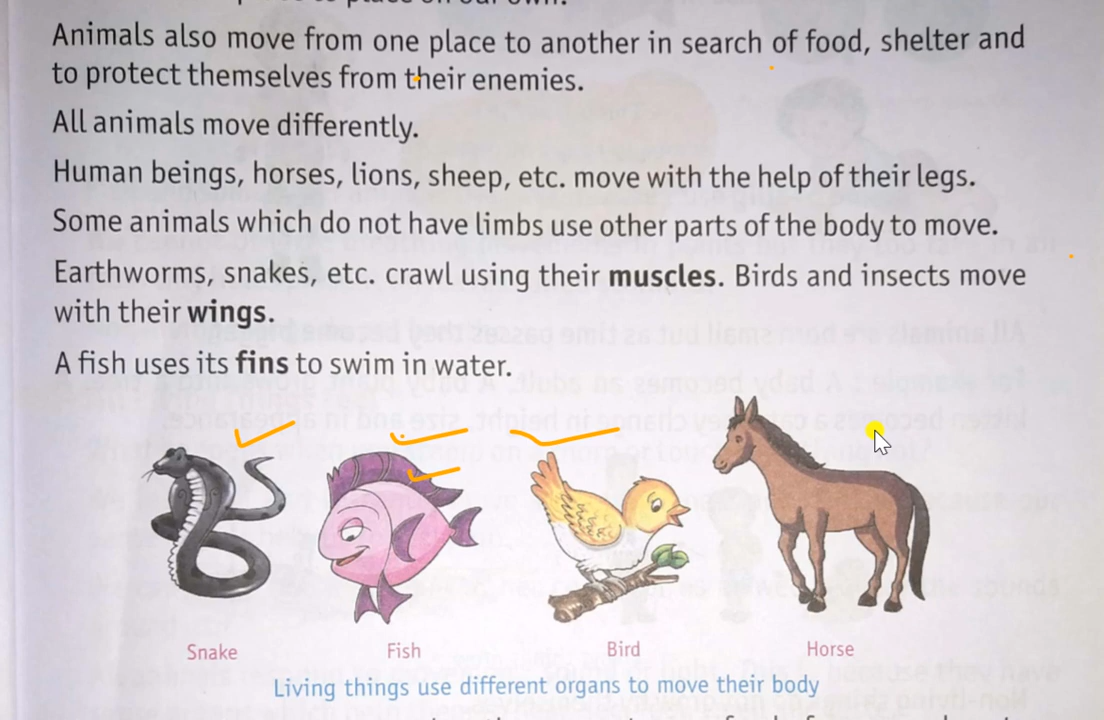 Animals also move from one place to another in search of food, shelter and
to protect themselves from their enemies.
All animals move differently.
Human beings, horses, lions, sheep, etc. move with the help of their legs.
Some animals which do not have limbs use other parts of the body to move.
Earthworms, snakes, etc. crawl using their muscles. Birds and insects move
with their wings.
A fish uses its fins to swim in water.
Snake Fish Bird Horse
Living things use different organs to move their body